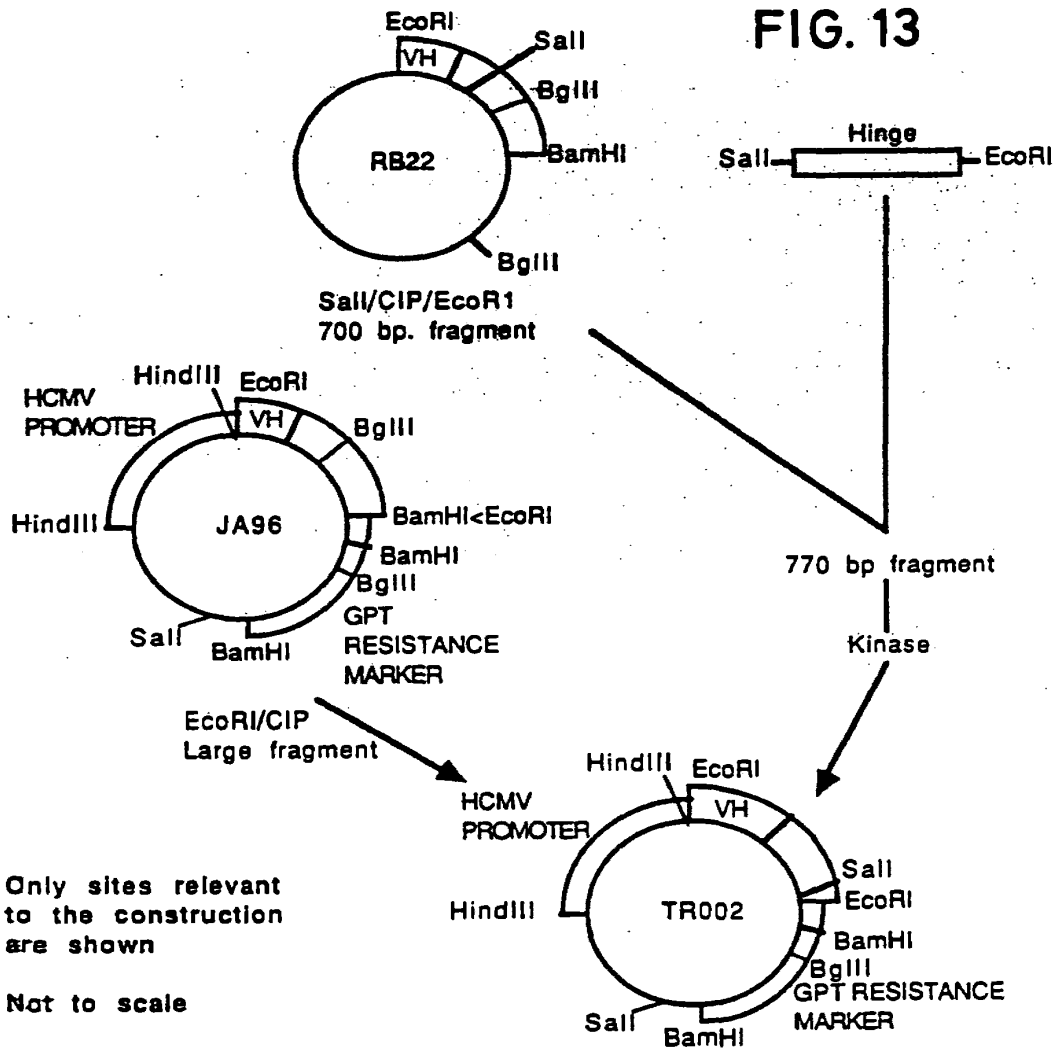 FIG. 13
EcoRI
VH
SalI
BglII
BamHI
RB22
BglII
SalI/CIP/EcoR1
700 bp. fragment
Hinge
SalI
EcoRI
HCMV
PROMOTER
HindIII
EcoRI
VH
BglII
HindIII
JA96
BamHI<EcoRI
BamHI
BglII
SalI
BamHI
GPT
RESISTANCE
MARKER
770 bp fragment
Kinase
EcoRI/CIP
Large fragment
HCMV
PROMOTER
HindIII
EcoRI
VH
HindIII
TR002
SalI
EcoRI
BamHI
BglII
GPT RESISTANCE
MARKER
SalI
BamHI
Only sites relevant
to the construction
are shown
Not to scale